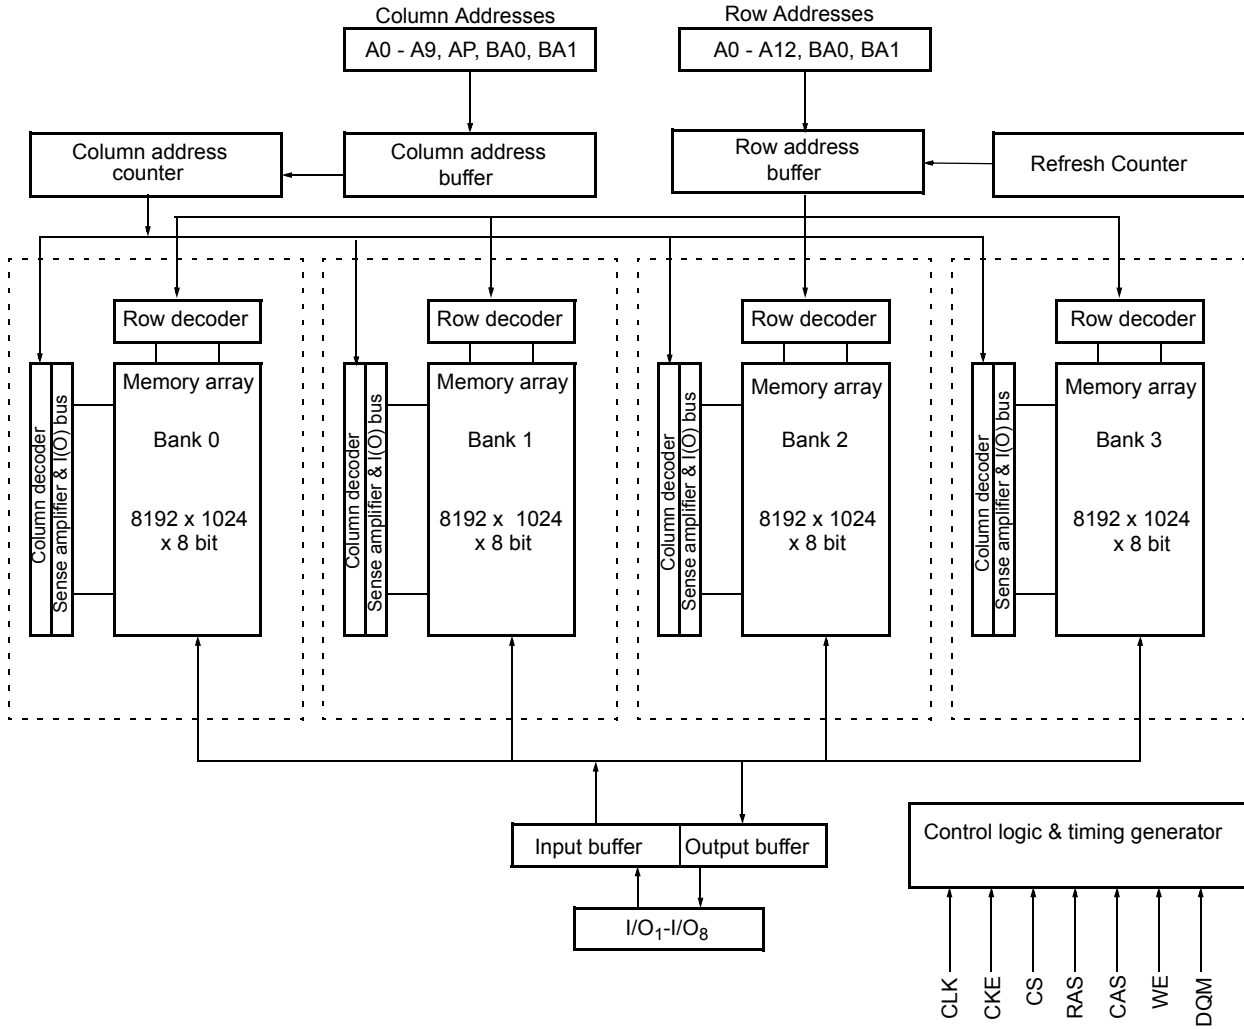 Column Addresses
Row Addresses
A0 - A9, AP, BA0, BA1
A0 - A12, BA0, BA1
Column address
counter
Column address
buffer
Row address
buffer
Refresh Counter
Row decoder
Row decoder
Row decoder
Row decoder
Column decoder
Sense amplifier & I(O) bus
Memory array
Bank 0
8192 x 1024
x 8 bit
Column decoder
Sense amplifier & I(O) bus
Memory array
Bank 1
8192 x 1024
x 8 bit
Column decoder
Sense amplifier & I(O) bus
Memory array
Bank 2
8192 x 1024
x 8 bit
Column decoder
Sense amplifier & I(O) bus
Memory array
Bank 3
8192 x 1024
x 8 bit
Input buffer
Output buffer
I/O1-I/O8
Control logic & timing generator
CLK
CKE
CS
RAS
CAS
WE
DQM